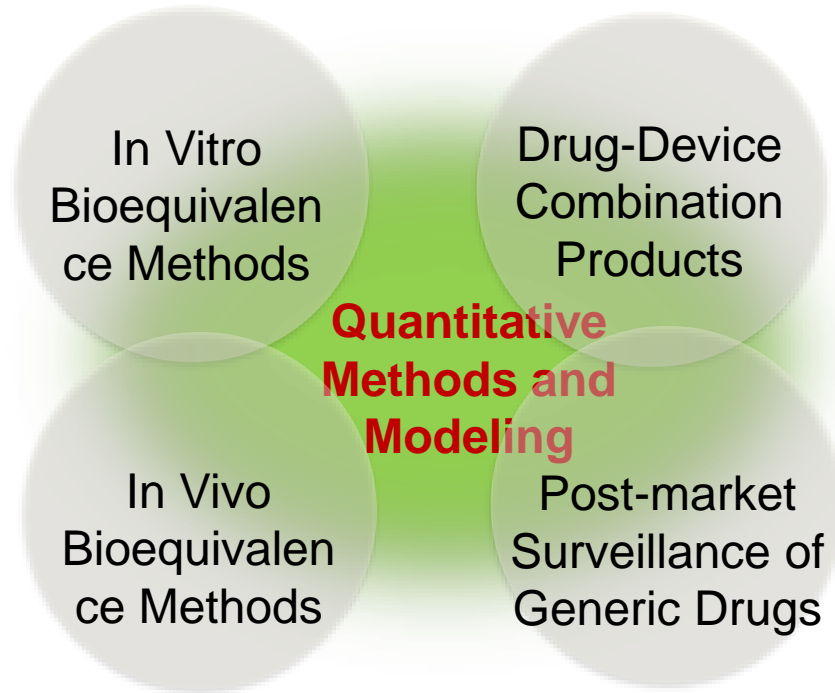 In Vitro
Bioequivalen
ce Methods
Drug-Device
Combination
Products
Quantitative
Methods and
Modeling
In Vivo
Bioequivalen
ce Methods
Post-market
Surveillance of
Generic Drugs